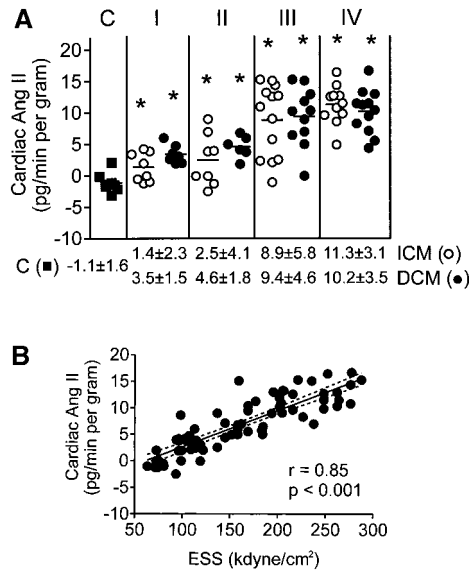 A C I II III IV
* * * * * * * *
Cardiac Ang II
(pg/min per gram)
20
15
10
5
0
-5
-10
1.4±2.3 2.5±4.1 8.9±5.8 11.3±3.1 ICM (○)
C (■) -1.1±1.6
3.5±1.5 4.6±1.8 9.4±4.6 10.2±3.5 DCM (●)
B
Cardiac Ang II
(pg/min per gram)
20
15
10
5
0
-5
-10
r = 0.85
p < 0.001
50 100 150 200 250 300
ESS (kdyne/cm²)